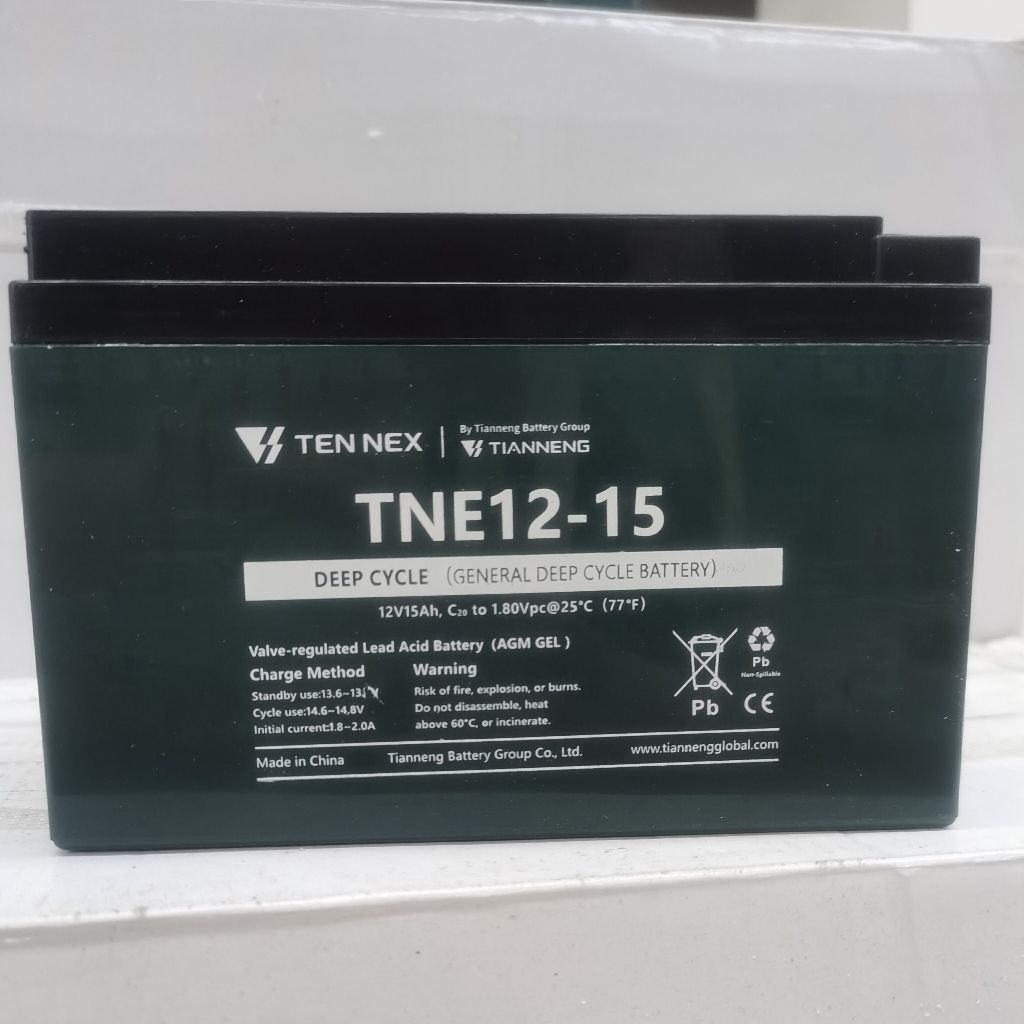 TEN NEX | By Tianneng Battery Group
TIANNENG
TNE12-15
DEEP CYCLE (GENERAL DEEP CYCLE BATTERY)
12V15Ah, C₂₀ to 1.80Vpc@25°C (77°F)
Valve-regulated Lead Acid Battery (AGM GEL)
Charge Method
Standby use:13.6~13.
Cycle use:14.6~14,8V
Initial current:1.8~2.0A
Warning
Risk of fire, explosion, or burns.
Do not disassemble, heat
above 60°C, or incinerate.
Pb
Pb
Non-Spillable
CE
Made in China Tianneng Battery Group Co., Ltd. www.tiannengglobal.com